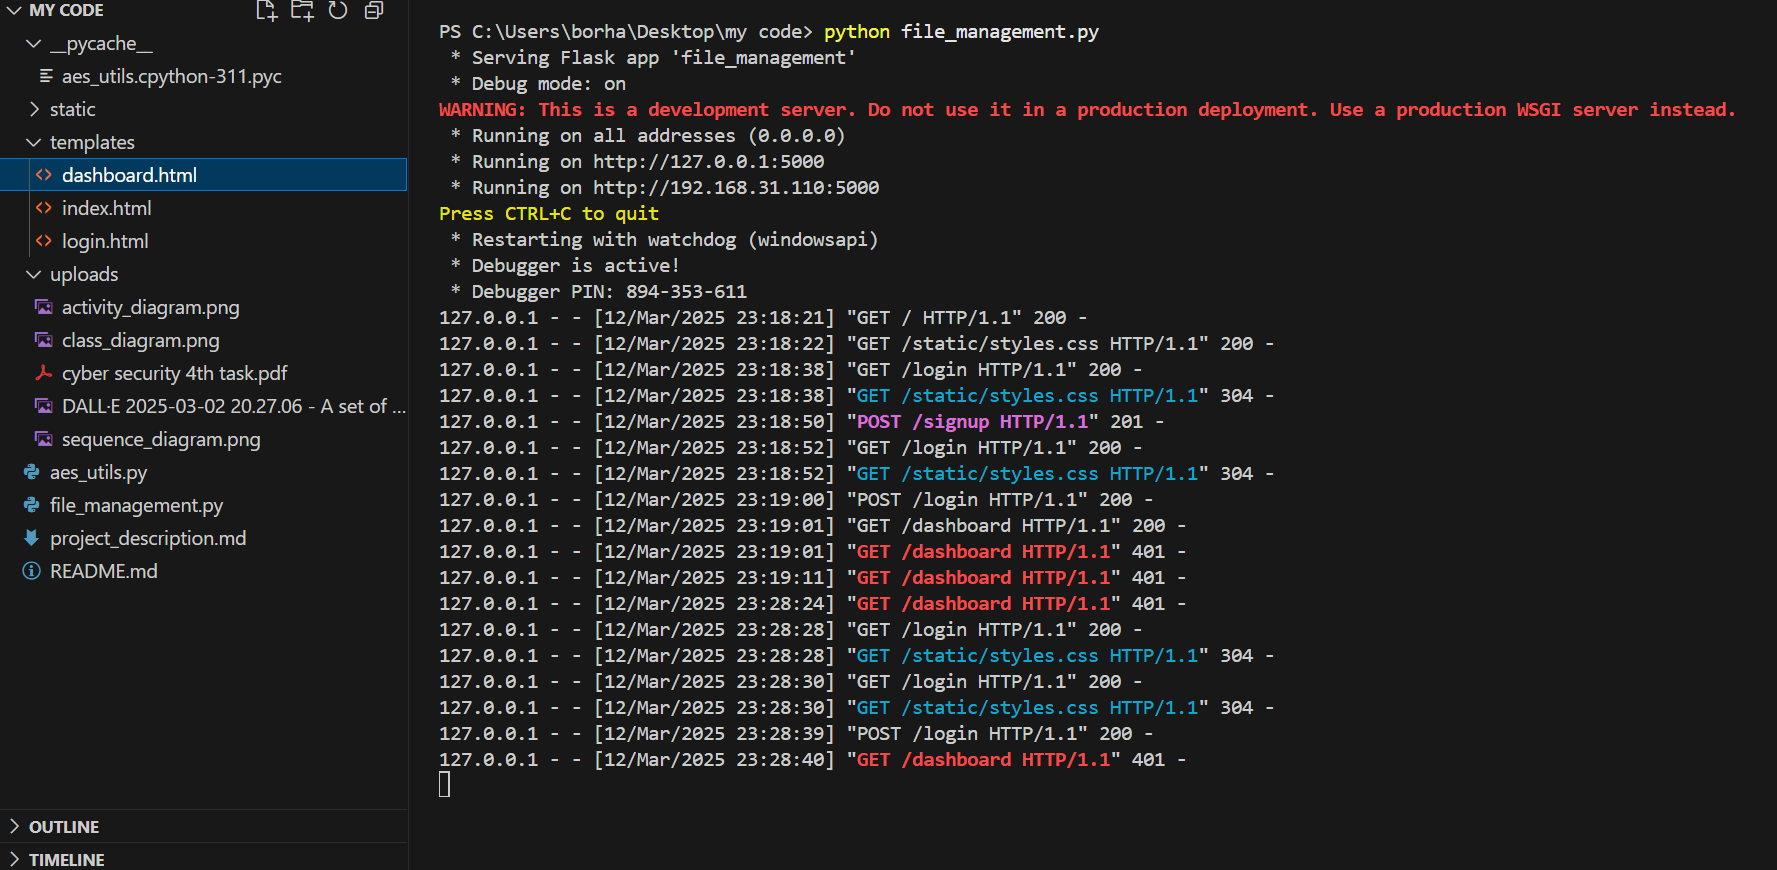 MY CODE
__pycache__
aes_utils.cpython-311.pyc
static
templates
dashboard.html
index.html
login.html
uploads
activity_diagram.png
class_diagram.png
cyber security 4th task.pdf
DALL·E 2025-03-02 20.27.06 - A set of ...
sequence_diagram.png
aes_utils.py
file_management.py
project_description.md
README.md
OUTLINE
TIMELINE
PS C:\Users\borha\Desktop\my code> python file_management.py
 * Serving Flask app 'file_management'
 * Debug mode: on
WARNING: This is a development server. Do not use it in a production deployment. Use a production WSGI server instead.
 * Running on all addresses (0.0.0.0)
 * Running on http://127.0.0.1:5000
 * Running on http://192.168.31.110:5000
Press CTRL+C to quit
 * Restarting with watchdog (windowsapi)
 * Debugger is active!
 * Debugger PIN: 894-353-611
127.0.0.1 - - [12/Mar/2025 23:18:21] "GET / HTTP/1.1" 200 -
127.0.0.1 - - [12/Mar/2025 23:18:22] "GET /static/styles.css HTTP/1.1" 200 -
127.0.0.1 - - [12/Mar/2025 23:18:38] "GET /login HTTP/1.1" 200 -
127.0.0.1 - - [12/Mar/2025 23:18:38] "GET /static/styles.css HTTP/1.1" 304 -
127.0.0.1 - - [12/Mar/2025 23:18:50] "POST /signup HTTP/1.1" 201 -
127.0.0.1 - - [12/Mar/2025 23:18:52] "GET /login HTTP/1.1" 200 -
127.0.0.1 - - [12/Mar/2025 23:18:52] "GET /static/styles.css HTTP/1.1" 304 -
127.0.0.1 - - [12/Mar/2025 23:19:00] "POST /login HTTP/1.1" 200 -
127.0.0.1 - - [12/Mar/2025 23:19:01] "GET /dashboard HTTP/1.1" 200 -
127.0.0.1 - - [12/Mar/2025 23:19:01] "GET /dashboard HTTP/1.1" 401 -
127.0.0.1 - - [12/Mar/2025 23:19:11] "GET /dashboard HTTP/1.1" 401 -
127.0.0.1 - - [12/Mar/2025 23:28:24] "GET /dashboard HTTP/1.1" 401 -
127.0.0.1 - - [12/Mar/2025 23:28:28] "GET /login HTTP/1.1" 200 -
127.0.0.1 - - [12/Mar/2025 23:28:28] "GET /static/styles.css HTTP/1.1" 304 -
127.0.0.1 - - [12/Mar/2025 23:28:30] "GET /login HTTP/1.1" 200 -
127.0.0.1 - - [12/Mar/2025 23:28:30] "GET /static/styles.css HTTP/1.1" 304 -
127.0.0.1 - - [12/Mar/2025 23:28:39] "POST /login HTTP/1.1" 200 -
127.0.0.1 - - [12/Mar/2025 23:28:40] "GET /dashboard HTTP/1.1" 401 -